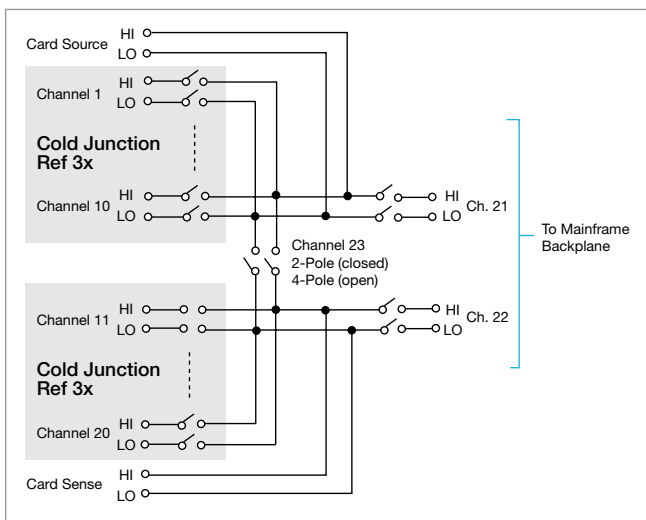 Card Source
HI
LO
Channel 1
HI
LO
Cold Junction
Ref 3x
Channel 10
HI
LO
HI
LO
Ch. 21
To Mainframe
Backplane
Channel 23
2-Pole (closed)
4-Pole (open)
Channel 11
HI
LO
HI
LO
Ch. 22
Cold Junction
Ref 3x
Channel 20
HI
LO
Card Sense
HI
LO